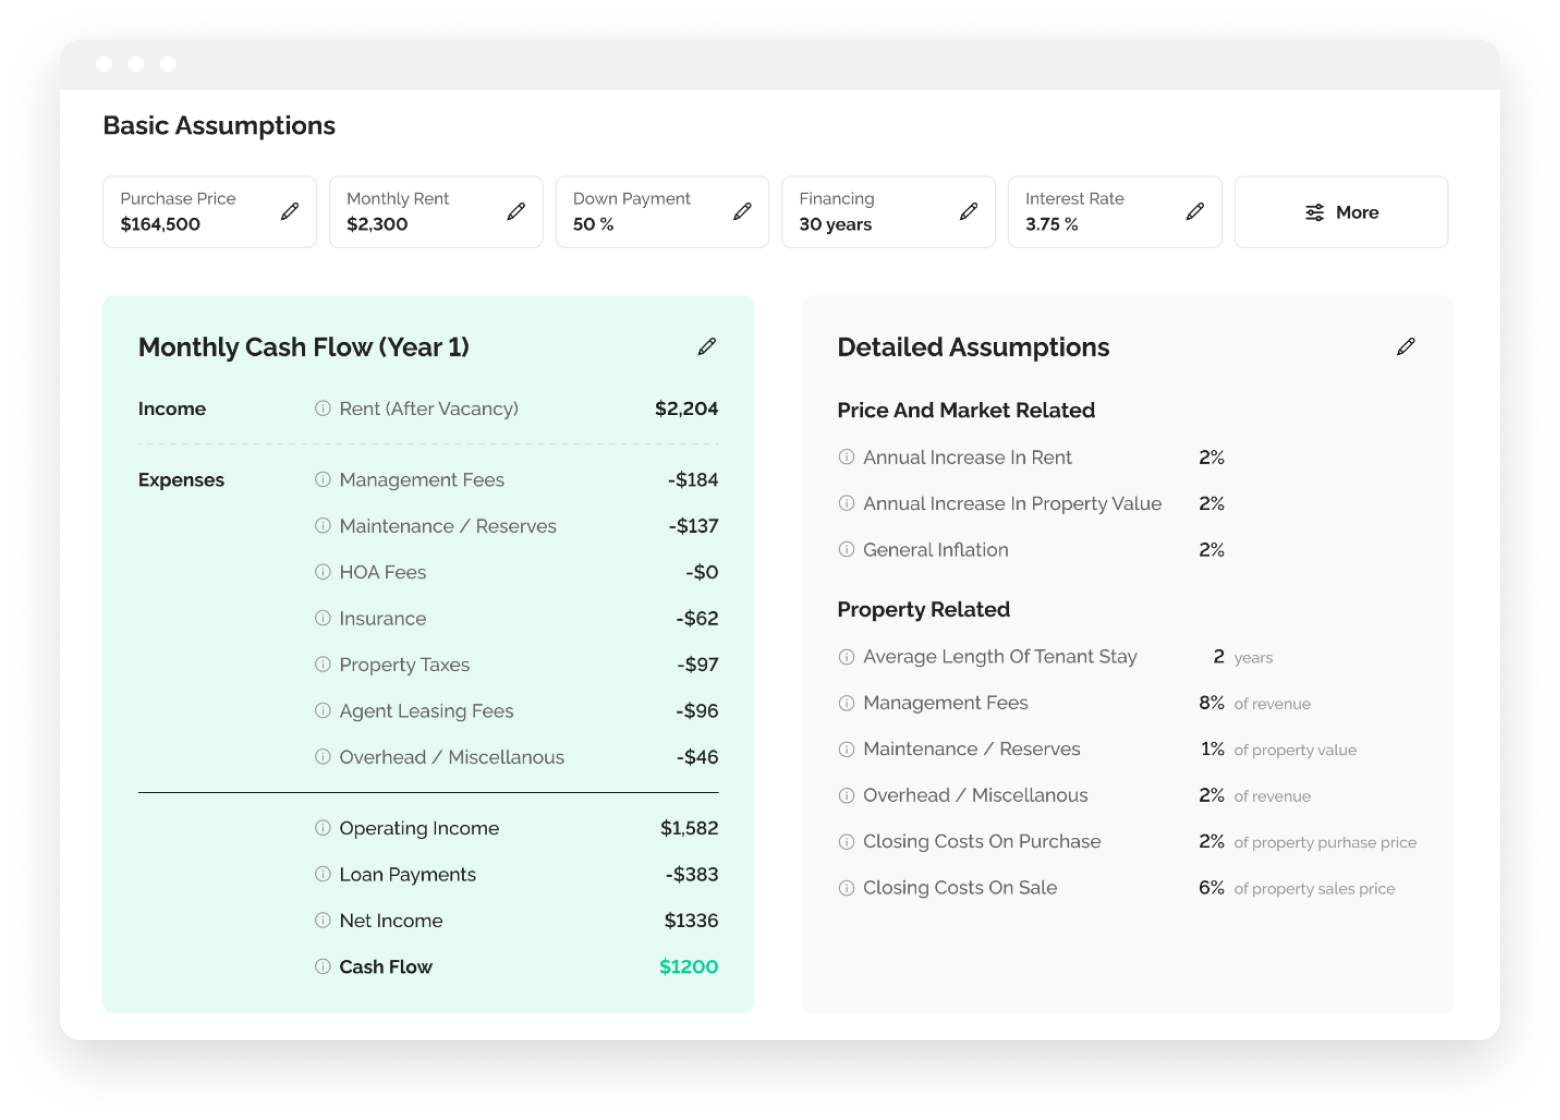 Basic Assumptions
Purchase Price
$164,500
Monthly Rent
$2,300
Down Payment
50 %
Financing
30 years
Interest Rate
3.75 %
More
Monthly Cash Flow (Year 1)
Income Rent (After Vacancy) $2,204
Expenses Management Fees -$184
Maintenance / Reserves -$137
HOA Fees -$0
Insurance -$62
Property Taxes -$97
Agent Leasing Fees -$96
Overhead / Miscellanous -$46
Operating Income $1,582
Loan Payments -$383
Net Income $1336
Cash Flow $1200
Detailed Assumptions
Price And Market Related
Annual Increase In Rent 2%
Annual Increase In Property Value 2%
General Inflation 2%
Property Related
Average Length Of Tenant Stay 2 years
Management Fees 8% of revenue
Maintenance / Reserves 1% of property value
Overhead / Miscellanous 2% of revenue
Closing Costs On Purchase 2% of property purhase price
Closing Costs On Sale 6% of property sales price